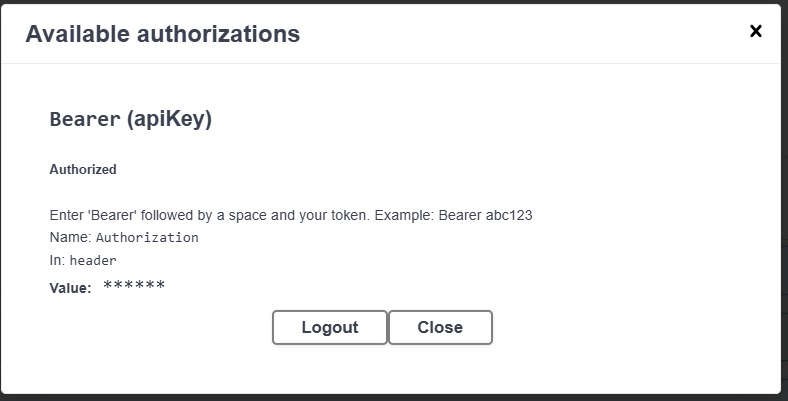 Available authorizations
×
Bearer (apiKey)
Authorized
Enter 'Bearer' followed by a space and your token. Example: Bearer abc123
Name: Authorization
In: header
Value: ******
Logout Close